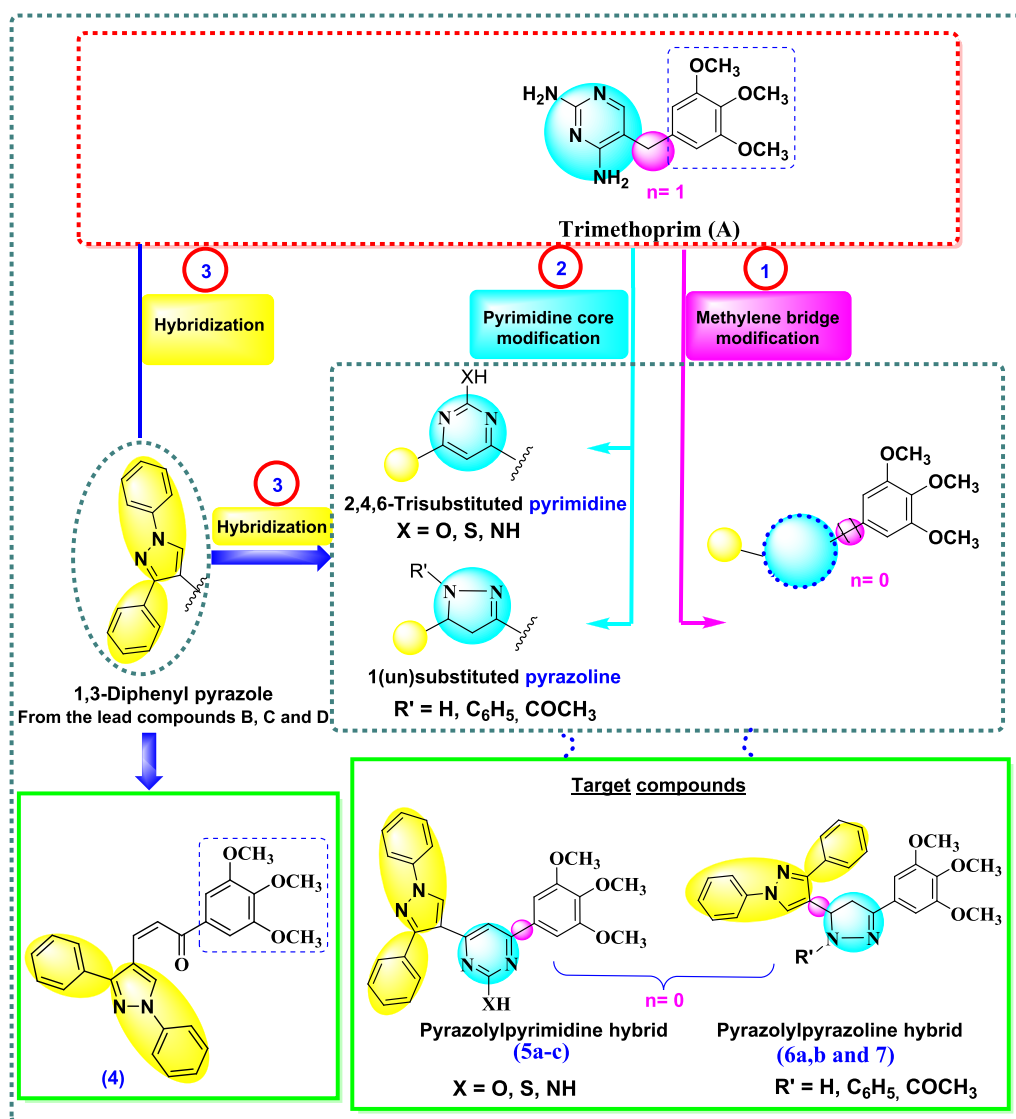 OCH3
H2N
N
OCH3
N
OCH3
NH2
n= 1
Trimethoprim (A)
3
2
1
Hybridization
Pyrimidine core
modification
Methylene bridge
modification
XH
N
N
2,4,6-Trisubstituted pyrimidine
X = O, S, NH
3
Hybridization
N
N
R'
N
N
1(un)substituted pyrazoline
R' = H, C6H5, COCH3
OCH3
OCH3
OCH3
n= 0
1,3-Diphenyl pyrazole
From the lead compounds B, C and D
Target compounds
OCH3
OCH3
OCH3
O
N
N
(4)
N
N
OCH3
OCH3
OCH3
N
N
XH
Pyrazolylpyrimidine hybrid
(5a-c)
X = O, S, NH
n= 0
N
N
OCH3
OCH3
OCH3
N
N
R'
Pyrazolylpyrazoline hybrid
(6a,b and 7)
R' = H, C6H5, COCH3